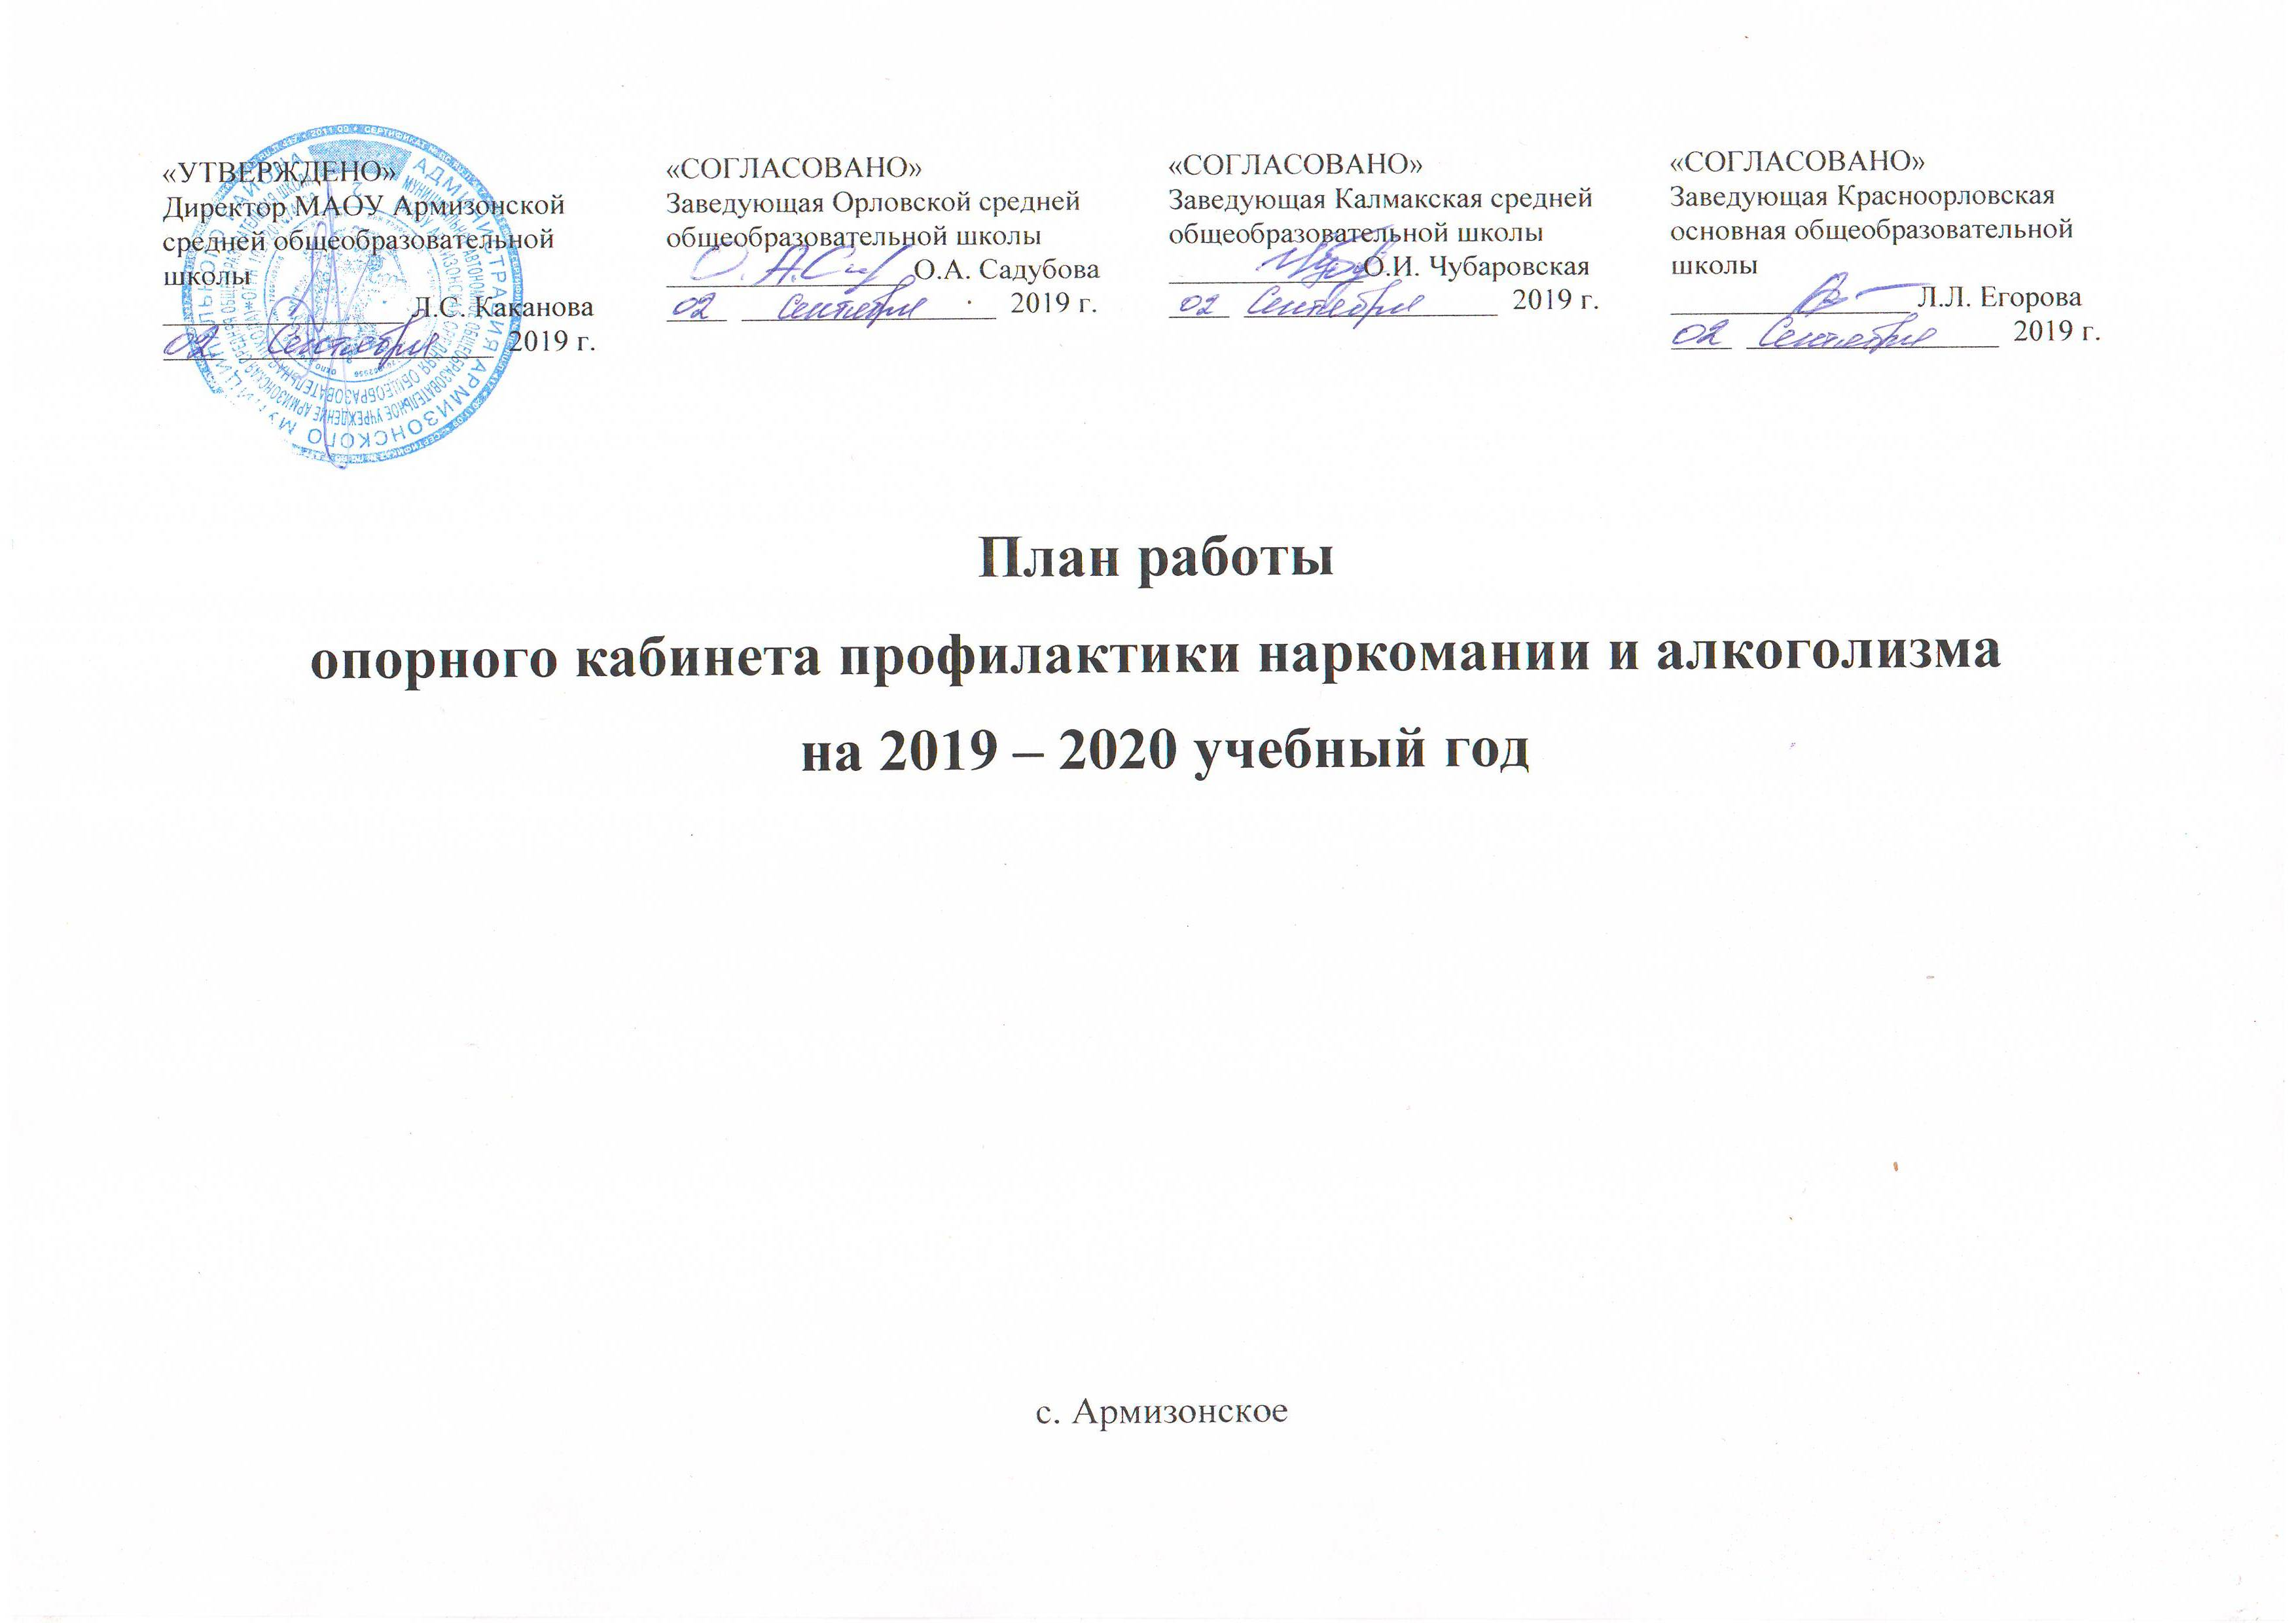 «УТВЕРЖДЕНО»
Директор МАОУ Армизонской
средней общеобразовательной
школы
Л.С. Каканова
02 Сентября 2019 г.
«СОГЛАСОВАНО»
Заведующая Орловской средней
общеобразовательной школы
О.А. Садубова
02 Сентября 2019 г.
«СОГЛАСОВАНО»
Заведующая Калмакская средней
общеобразовательной школы
О.И. Чубаровская
02 Сентября 2019 г.
«СОГЛАСОВАНО»
Заведующая Красноорловская
основная общеобразовательной
школы
Л.Л. Егорова
02 Сентября 2019 г.
План работы
опорного кабинета профилактики наркомании и алкоголизма
на 2019 – 2020 учебный год
с. Армизонское